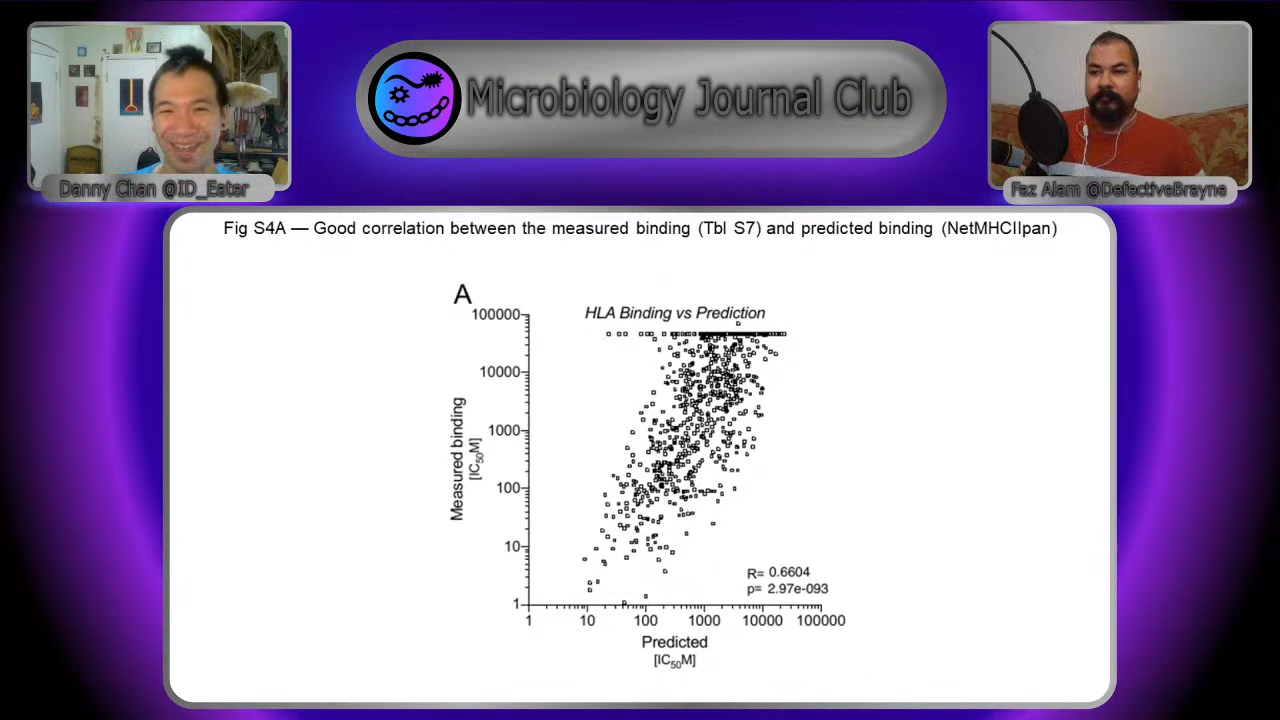 Microbiology Journal Club
Danny Chan @ID_Eater
Faz Alam @DefectiveBrayne
Fig S4A — Good correlation between the measured binding (Tbl S7) and predicted binding (NetMHCIIpan)
A
HLA Binding vs Prediction
100000
10000
1000
100
10
1
Measured binding
[IC50M]
R= 0.6604
p= 2.97e-093
1 10 100 1000 10000 100000
Predicted
[IC50M]